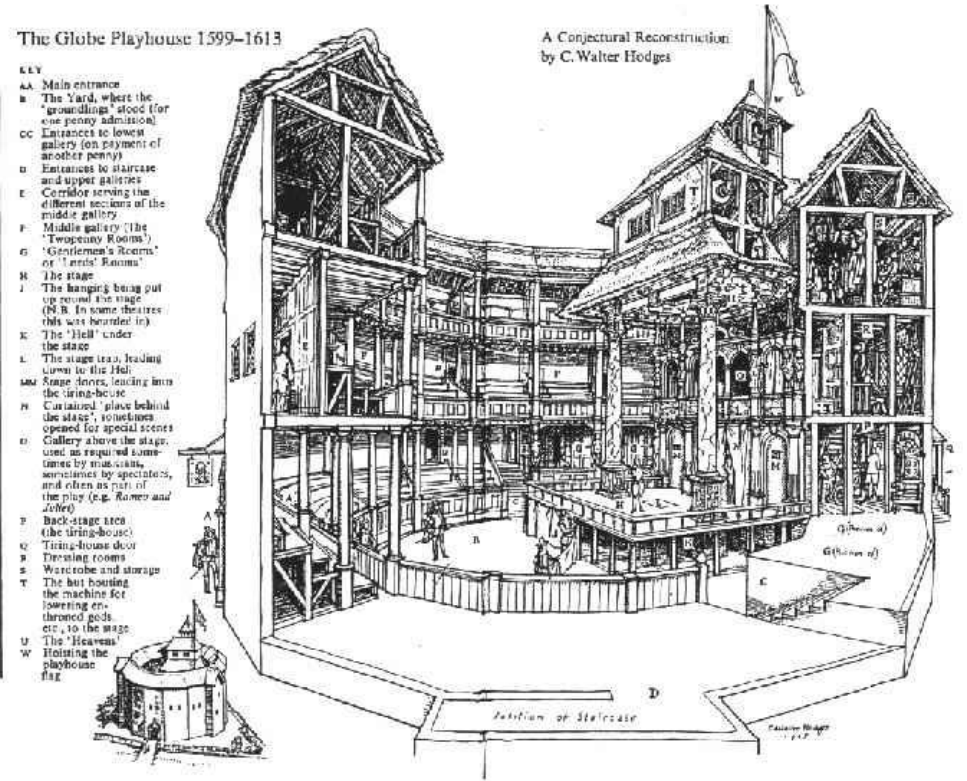 The Globe Playhouse 1599–1613
A Conjectural Reconstruction
by C. Walter Hodges
KEY
AA Main entrance
B The Yard, where the
'groundlings' stood (for
one penny admission)
CC Entrances to lowest
gallery (on payment of
another penny)
D Entrances to staircase
and upper galleries
E Corridor serving the
different sections of the
middle gallery
F Middle gallery (The
'Twopenny Rooms')
G 'Gentlemen's Rooms'
or 'Lords' Rooms'
H The stage
J The hanging being put
up round the stage
(N.B. In some theatres
this was boarded in)
K The 'Hell' under
the stage
L The stage trap, leading
down to the Hell
MM Stage doors, leading into
the tiring-house
N Curtained 'place behind
the stage', sometimes
opened for special scenes
O Gallery above the stage,
used as required some-
times by musicians,
sometimes by spectators,
and often as part of
the play (e.g. Romeo and
Juliet)
P Back-stage area
(the tiring-house)
Q Tiring-house door
R Dressing rooms
S Wardrobe and storage
T The hut housing
the machine for
lowering en-
throned gods,
etc., to the stage
U The 'Heavens'
W Hoisting the
playhouse
flag
W
T
S
R
E
F
O
U
M
M
H
L
K
B
A
Q
C
D
Position of Staircase